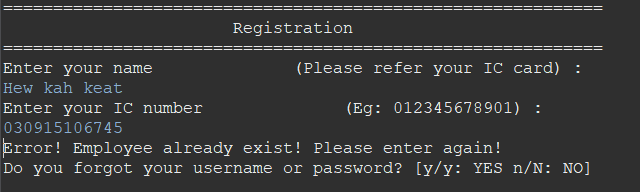 ============================================================
Registration
============================================================
Enter your name (Please refer your IC card) :
Hew kah keat
Enter your IC number (Eg: 012345678901) :
030915106745
Error! Employee already exist! Please enter again!
Do you forgot your username or password? [y/y: YES n/N: NO]